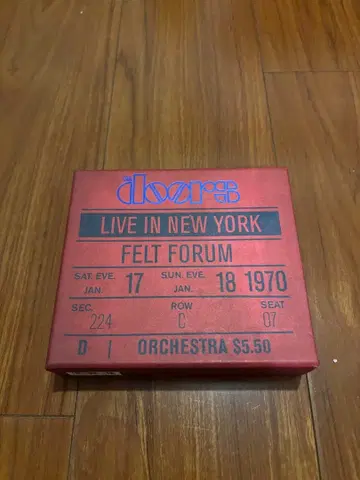 THE
doors
LIVE IN NEW YORK
FELT FORUM
SAT. EVE. JAN. 17 SUN. EVE. JAN. 18 1970
SEC. ROW SEAT
224 C 07
D | ORCHESTRA $5.50